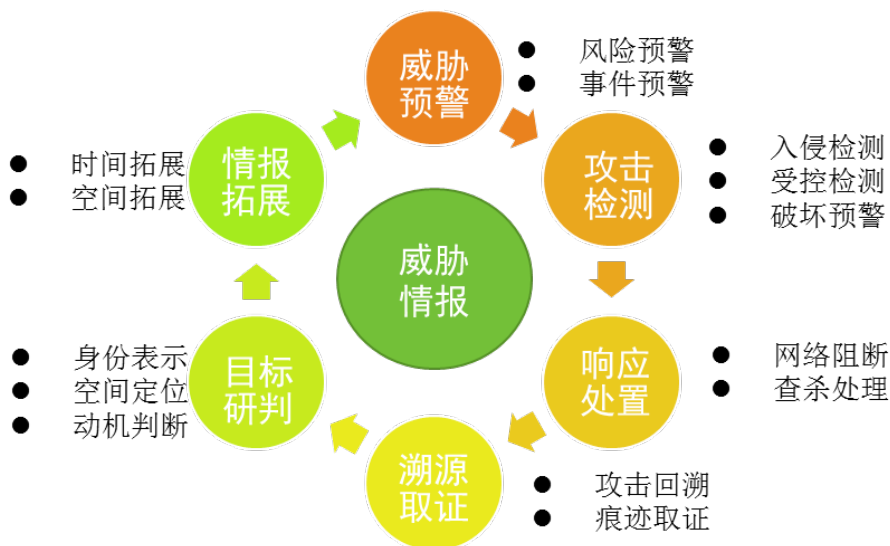 威胁
预警
● 风险预警
● 事件预警
攻击
检测
● 入侵检测
● 受控检测
● 破坏预警
响应
处置
● 网络阻断
● 查杀处理
溯源
取证
● 攻击回溯
● 痕迹取证
目标
研判
● 身份表示
● 空间定位
● 动机判断
情报
拓展
● 时间拓展
● 空间拓展
威胁
情报